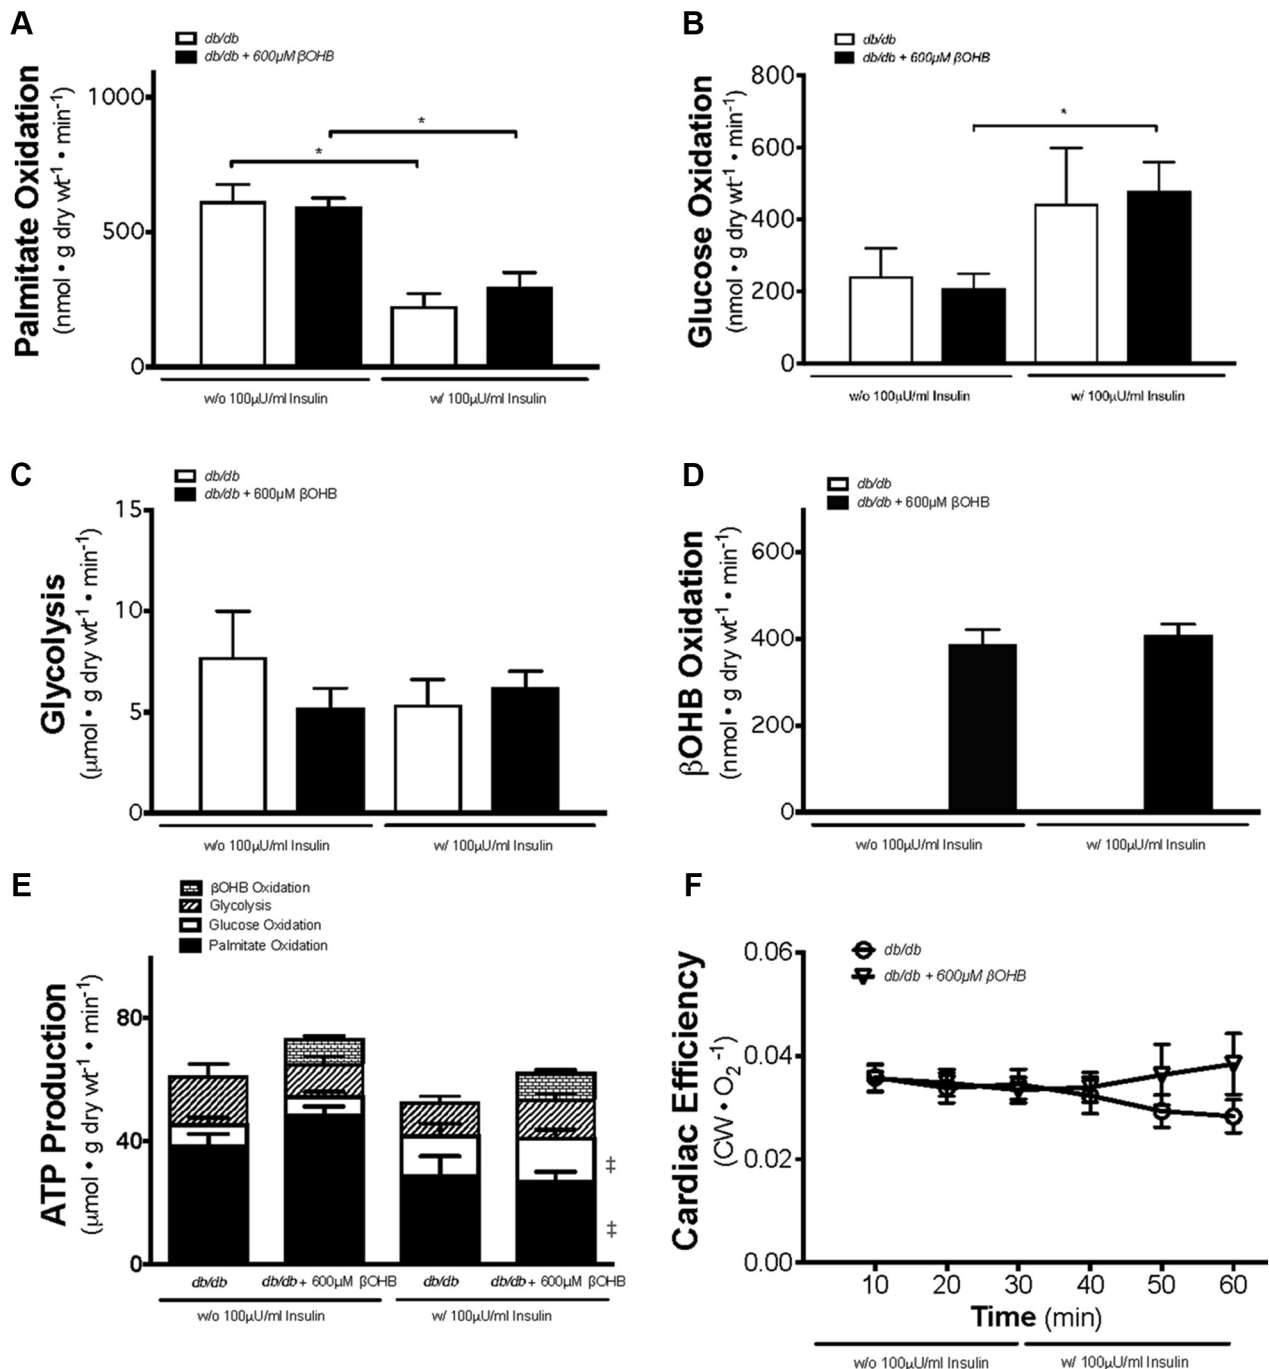 A
db/db
db/db + 600µM βOHB
Palmitate Oxidation
(nmol • g dry wt⁻¹ • min⁻¹)
1000
500
0
*
*
w/o 100µU/ml Insulin
w/ 100µU/ml Insulin
B
db/db
db/db + 600µM βOHB
Glucose Oxidation
(nmol • g dry wt⁻¹ • min⁻¹)
800
600
400
200
0
*
w/o 100µU/ml Insulin
w/ 100µU/ml Insulin
C
db/db
db/db + 600µM βOHB
Glycolysis
(µmol • g dry wt⁻¹ • min⁻¹)
15
10
5
0
w/o 100µU/ml Insulin
w/ 100µU/ml Insulin
D
db/db
db/db + 600µM βOHB
βOHB Oxidation
(nmol • g dry wt⁻¹ • min⁻¹)
600
400
200
0
w/o 100µU/ml Insulin
w/ 100µU/ml Insulin
E
βOHB Oxidation
Glycolysis
Glucose Oxidation
Palmitate Oxidation
ATP Production
(µmol • g dry wt⁻¹ • min⁻¹)
80
40
0
‡
‡
db/db
db/db + 600µM βOHB
db/db
db/db + 600µM βOHB
w/o 100µU/ml Insulin
w/ 100µU/ml Insulin
F
db/db
db/db + 600µM βOHB
Cardiac Efficiency
(CW • O₂⁻¹)
0.06
0.04
0.02
0.00
10 20 30 40 50 60
Time (min)
w/o 100µU/ml Insulin
w/ 100µU/ml Insulin